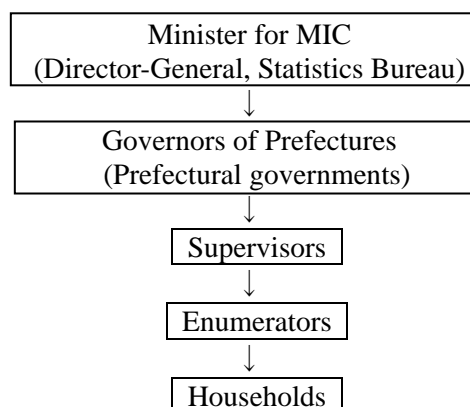 Minister for MIC
(Director-General, Statistics Bureau)
Governors of Prefectures
(Prefectural governments)
Supervisors
Enumerators
Households